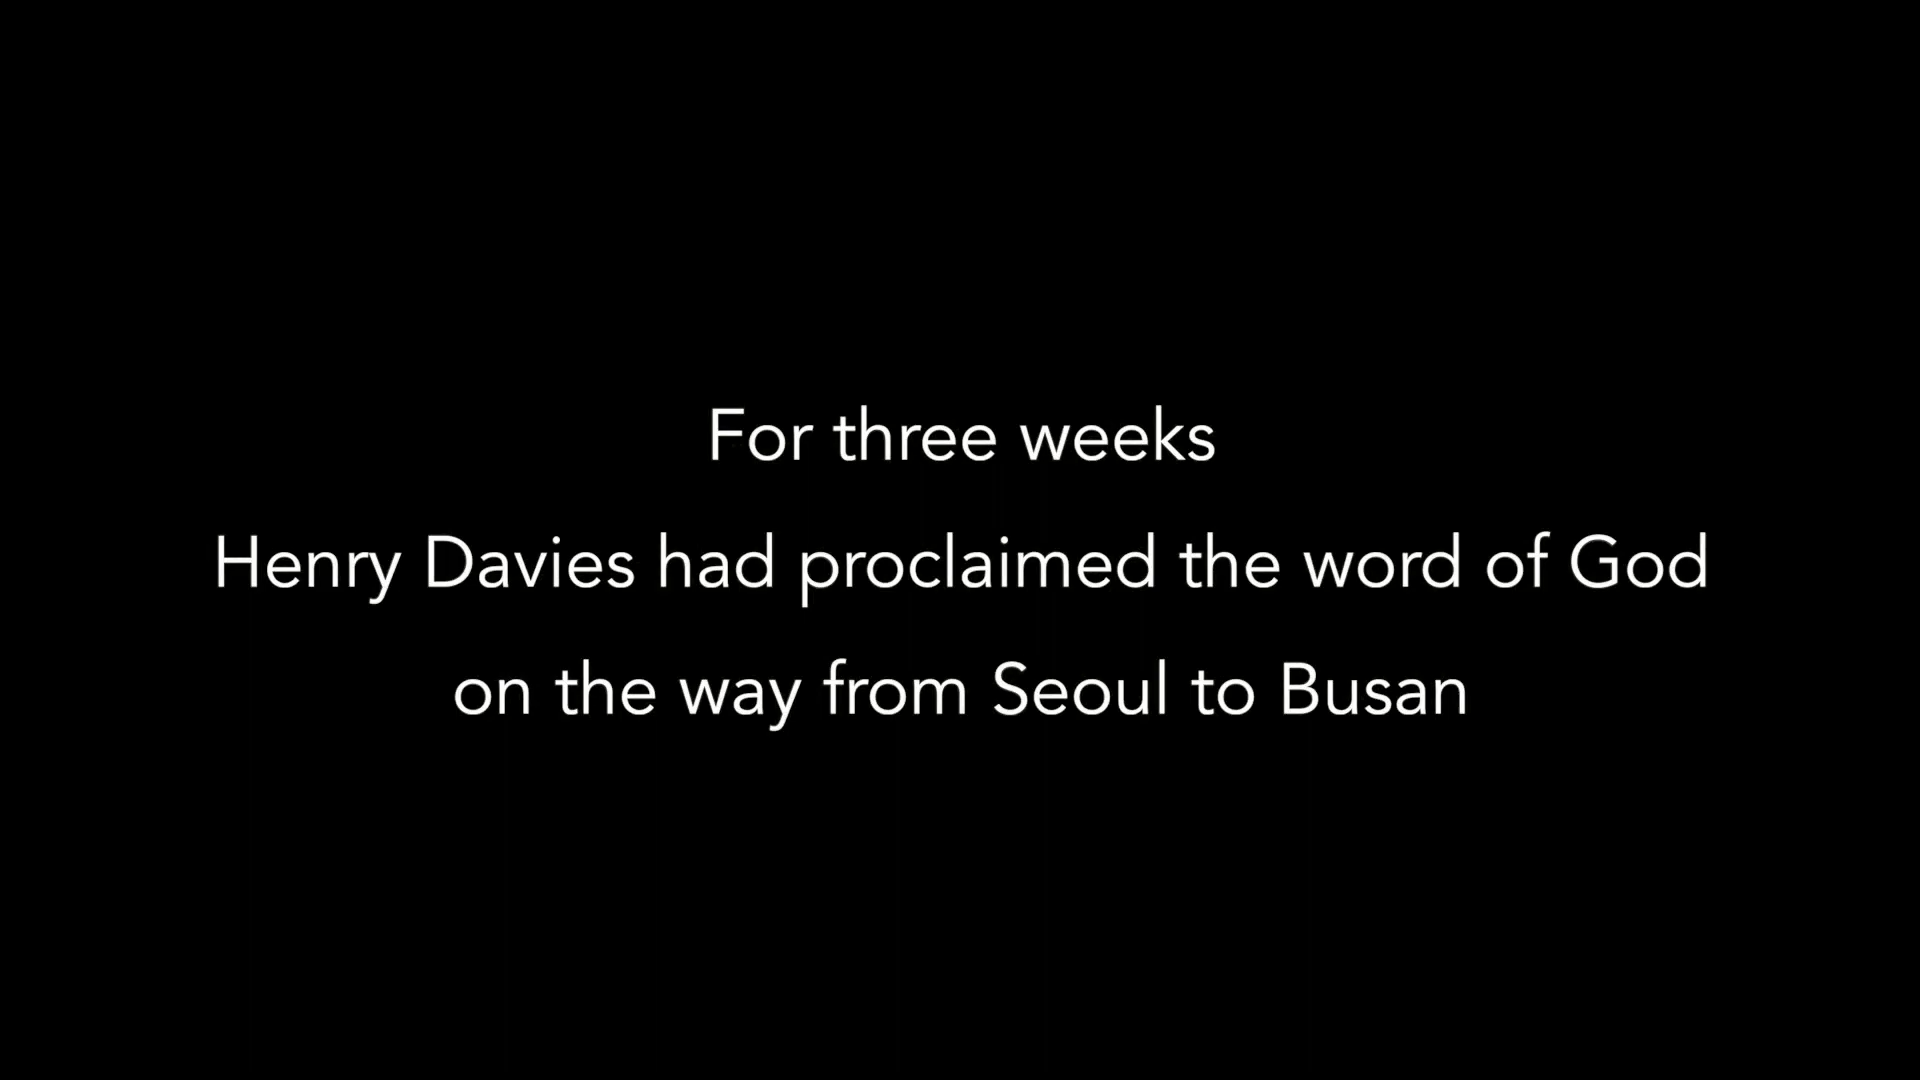 For three weeks
Henry Davies had proclaimed the word of God
on the way from Seoul to Busan